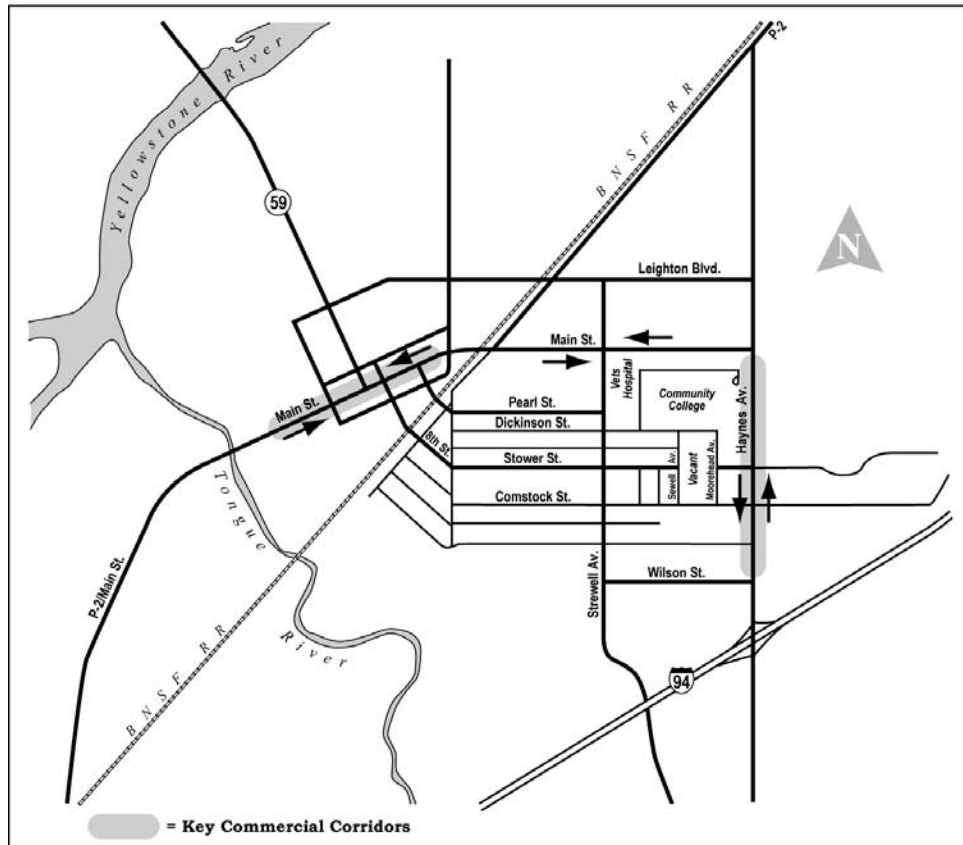 P-2
Yellowstone River
BNSF RR
59
N
Leighton Blvd.
Main St.
Vets
Hospital
Community
College
Main St.
Pearl St.
Dickinson St.
Haynes Av.
8th St.
Stower St.
Sewell Av.
Vacant
Moorehead Av.
Comstock St.
Tongue
River
Wilson St.
Strewell Av.
P-2/Main St.
94
BNSF RR
= Key Commercial Corridors